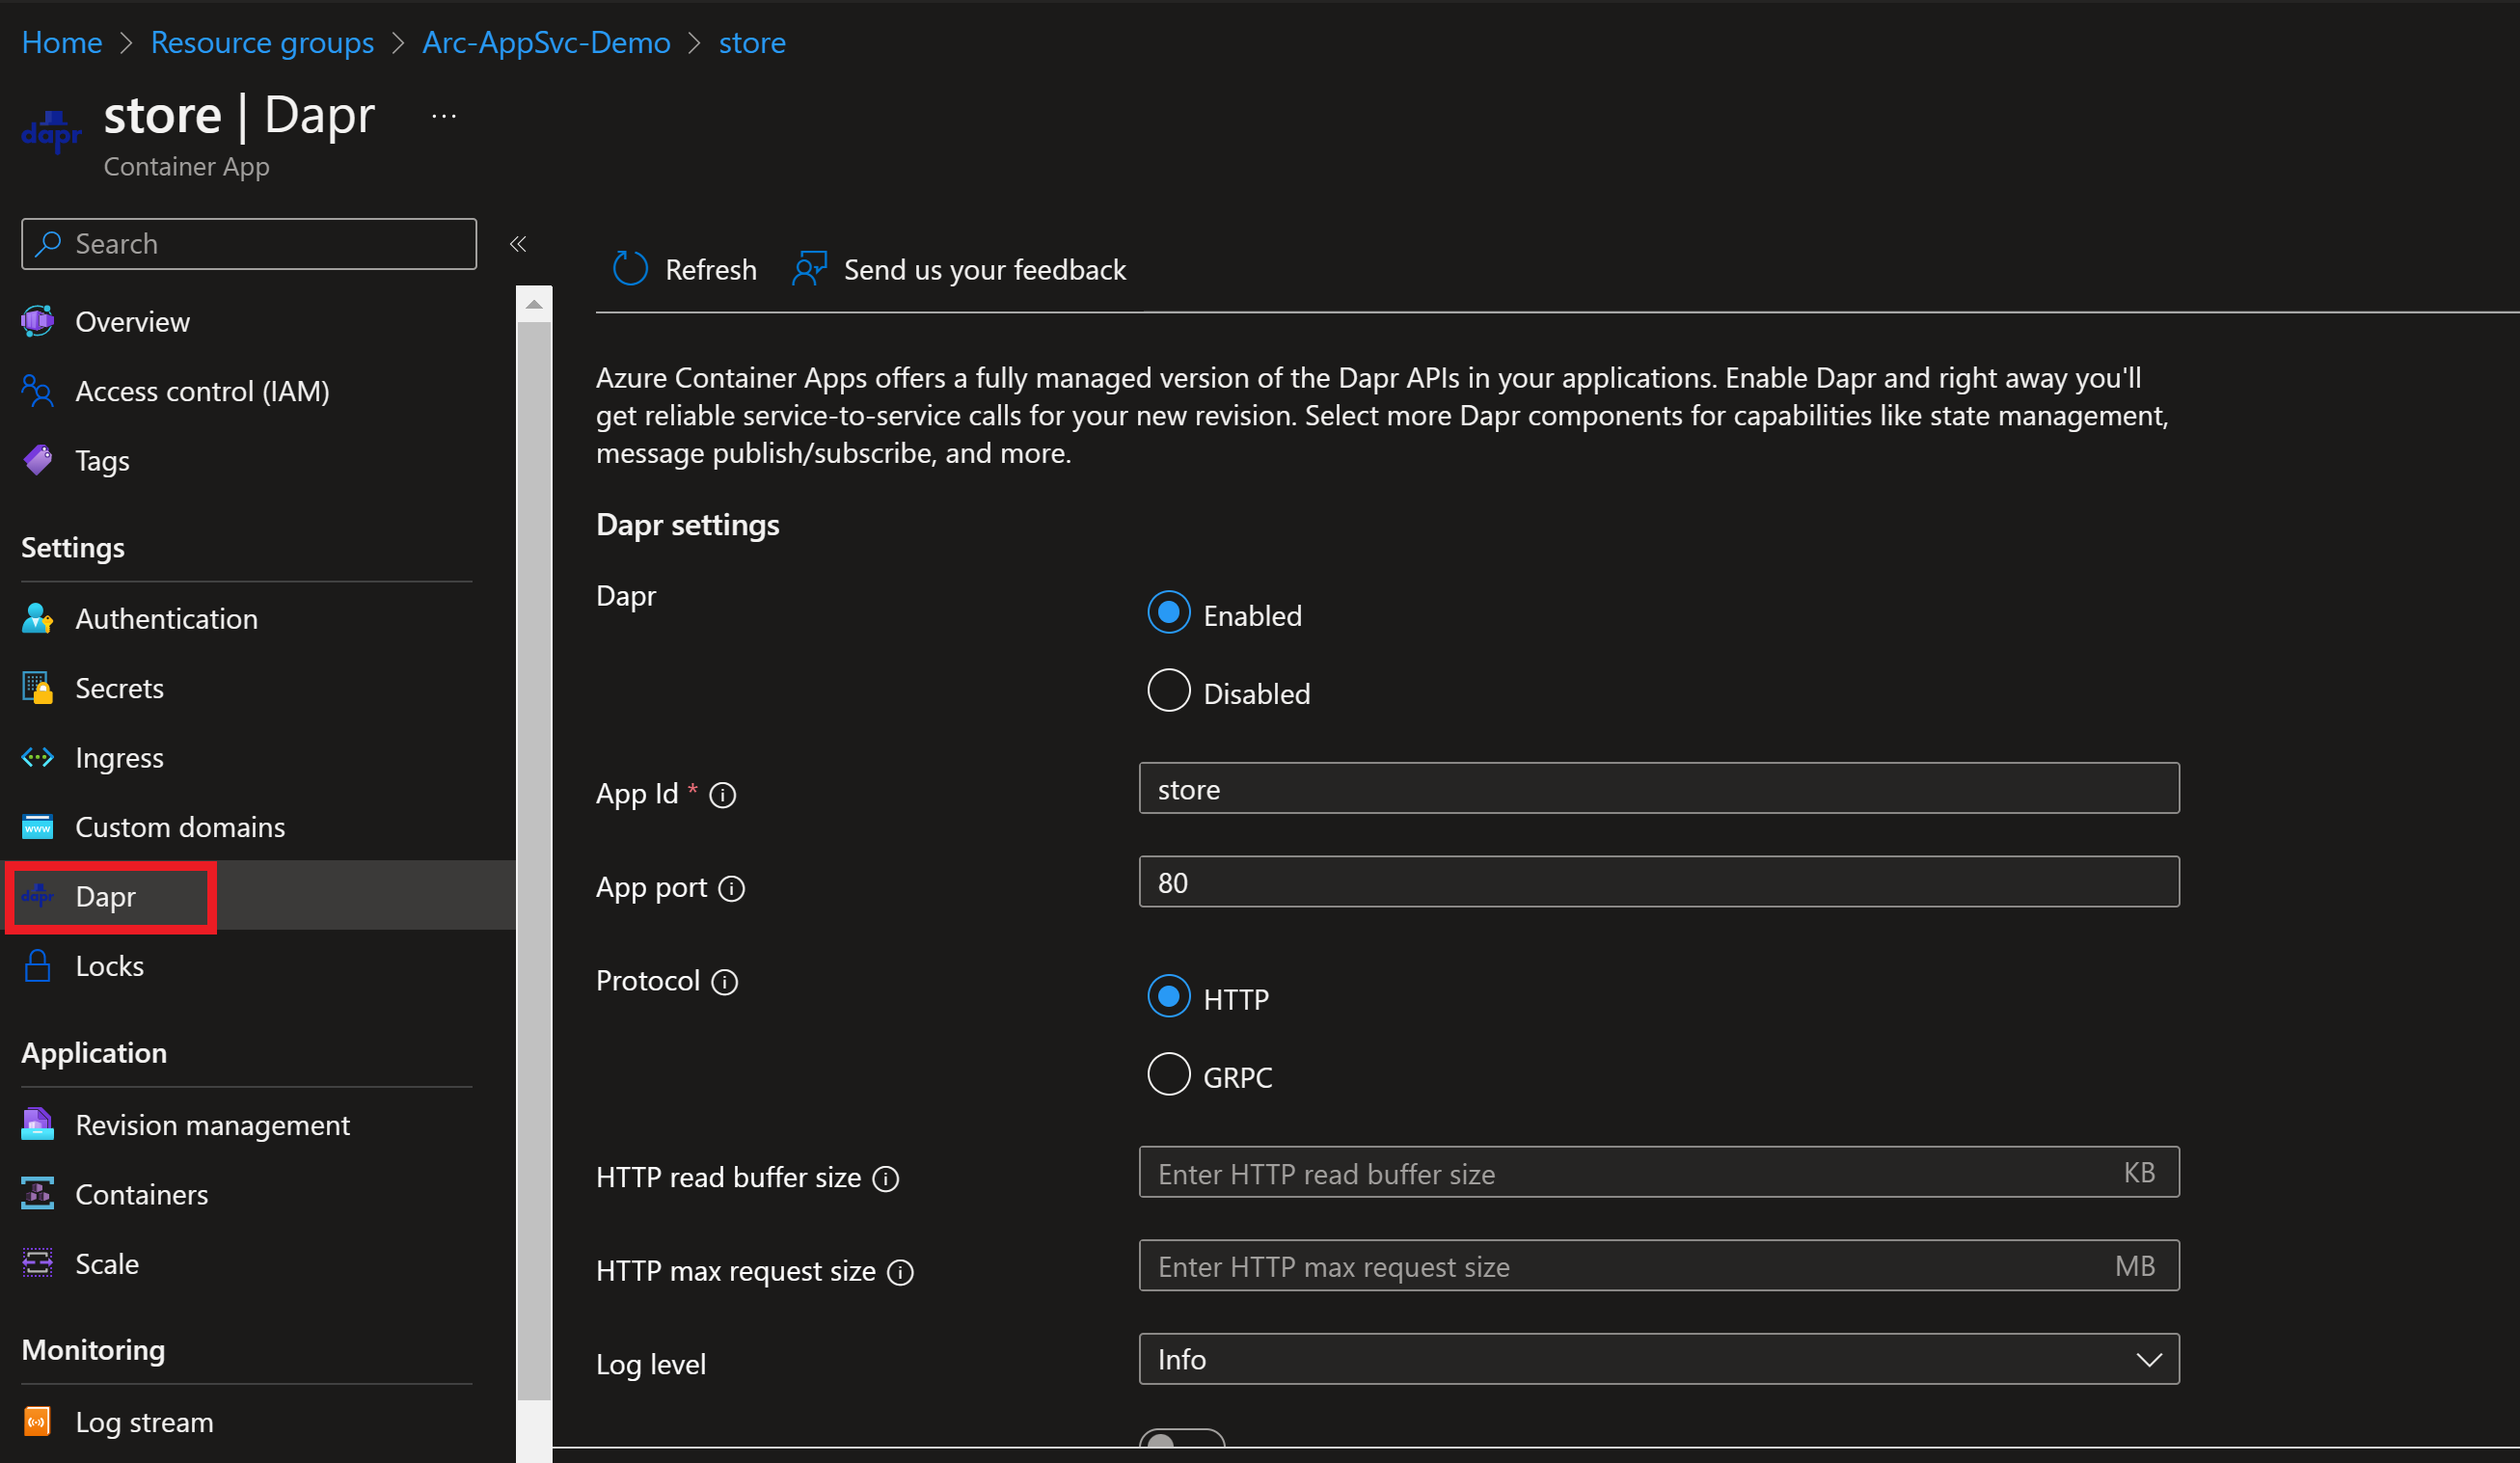 Home > Resource groups > Arc-AppSvc-Demo > store
dapr
store | Dapr ...
Container App
Search
Overview
Access control (IAM)
Tags
Settings
Authentication
Secrets
Ingress
www
Custom domains
dapr
Dapr
Locks
Application
Revision management
Containers
Scale
Monitoring
Log stream
Refresh
Send us your feedback
Azure Container Apps offers a fully managed version of the Dapr APIs in your applications. Enable Dapr and right away you'll
get reliable service-to-service calls for your new revision. Select more Dapr components for capabilities like state management,
message publish/subscribe, and more.
Dapr settings
Dapr
Enabled
Disabled
App Id *
store
App port
80
Protocol
HTTP
GRPC
HTTP read buffer size
Enter HTTP read buffer size KB
HTTP max request size
Enter HTTP max request size MB
Log level
Info